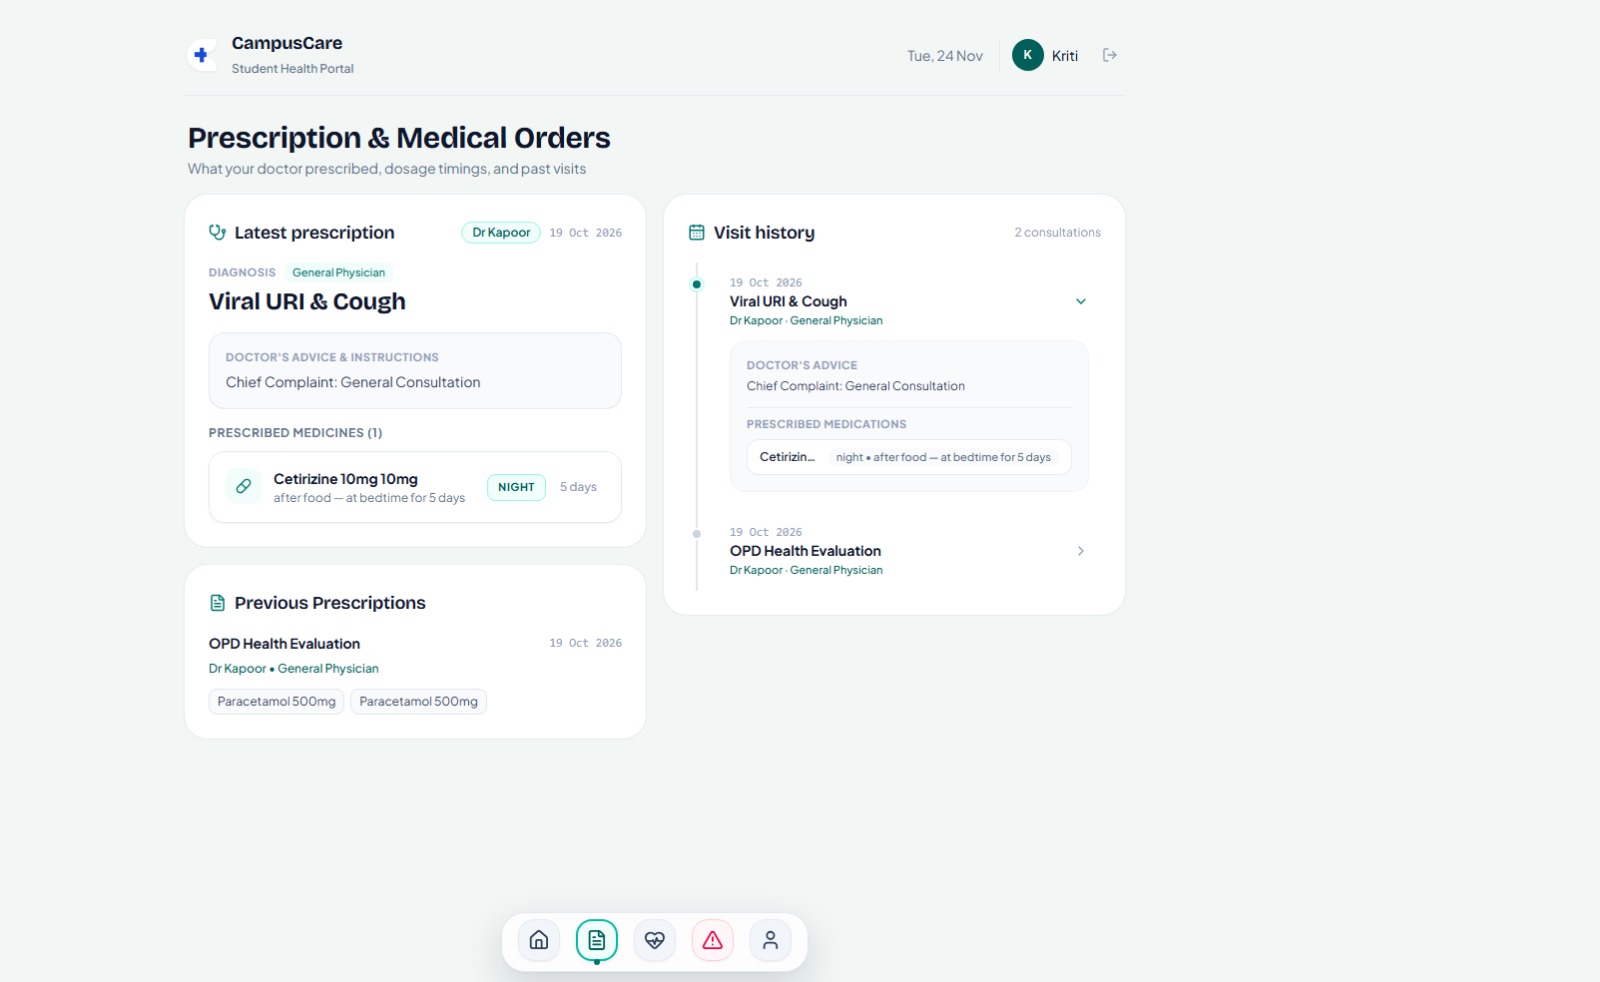 CampusCare
Student Health Portal
Tue, 24 Nov
K
Kriti
Prescription & Medical Orders
What your doctor prescribed, dosage timings, and past visits
Latest prescription
Dr Kapoor
19 Oct 2026
DIAGNOSIS
General Physician
Viral URI & Cough
DOCTOR'S ADVICE & INSTRUCTIONS
Chief Complaint: General Consultation
PRESCRIBED MEDICINES (1)
Cetirizine 10mg 10mg
after food — at bedtime for 5 days
NIGHT
5 days
Previous Prescriptions
OPD Health Evaluation
19 Oct 2026
Dr Kapoor • General Physician
Paracetamol 500mg
Paracetamol 500mg
Visit history
2 consultations
19 Oct 2026
Viral URI & Cough
Dr Kapoor · General Physician
DOCTOR'S ADVICE
Chief Complaint: General Consultation
PRESCRIBED MEDICATIONS
Cetirizin...
night • after food — at bedtime for 5 days
19 Oct 2026
OPD Health Evaluation
Dr Kapoor · General Physician